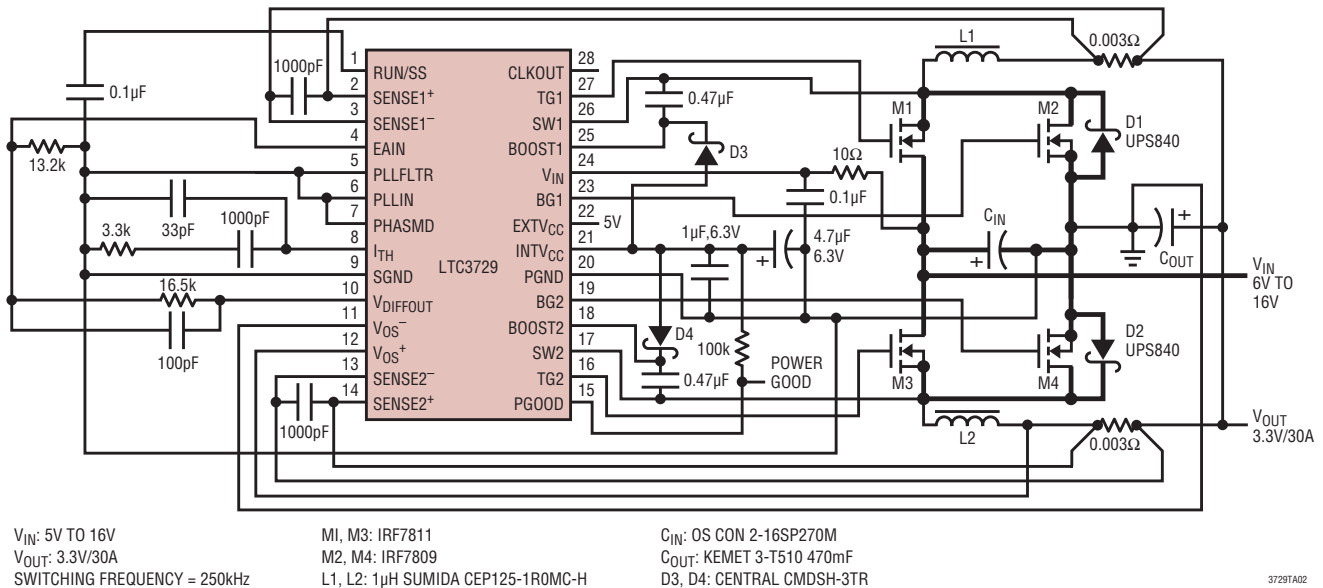 L1
0.003Ω
1000pF
0.1µF
13.2k
33pF
1000pF
3.3k
16.5k
100pF
1000pF
1
2
3
4
5
6
7
8
9
10
11
12
13
14
RUN/SS
SENSE1+
SENSE1–
EAIN
PLLFLTR
PLLIN
PHASMD
ITH
SGND
VDIFFOUT
VOS–
VOS+
SENSE2–
SENSE2+
LTC3729
CLKOUT
TG1
SW1
BOOST1
VIN
BG1
EXTVCC
INTVCC
PGND
BG2
BOOST2
SW2
TG2
PGOOD
28
27
26
25
24
23
22
21
20
19
18
17
16
15
0.47µF
D3
10Ω
0.1µF
5V
1µF,6.3V
4.7µF
6.3V
+
D4
100k
0.47µF
POWER
GOOD
M1
M2
D1
UPS840
CIN
+
COUT
+
VIN
6V TO
16V
M3
M4
D2
UPS840
L2
0.003Ω
VOUT
3.3V/30A
VIN: 5V TO 16V
VOUT: 3.3V/30A
SWITCHING FREQUENCY = 250kHz
MI, M3: IRF7811
M2, M4: IRF7809
L1, L2: 1µH SUMIDA CEP125-1R0MC-H
CIN: OS CON 2-16SP270M
COUT: KEMET 3-T510 470mF
D3, D4: CENTRAL CMDSH-3TR
3729TA02